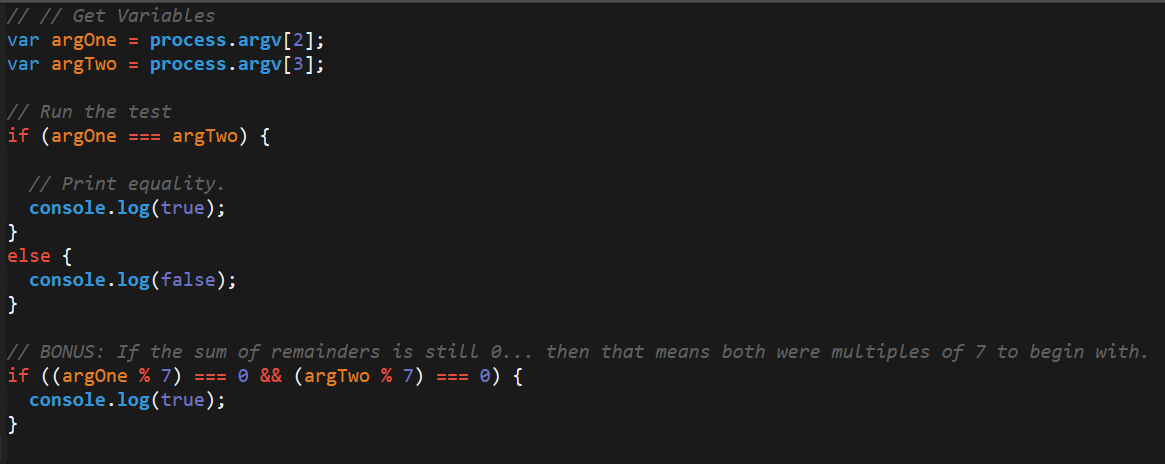 // // Get Variables
var argOne = process.argv[2];
var argTwo = process.argv[3];
// Run the test
if (argOne === argTwo) {
// Print equality.
console.log(true);
}
else {
console.log(false);
}
// BONUS: If the sum of remainders is still 0... then that means both were multiples of 7 to begin with.
if ((argOne % 7) === 0 && (argTwo % 7) === 0) {
console.log(true);
}